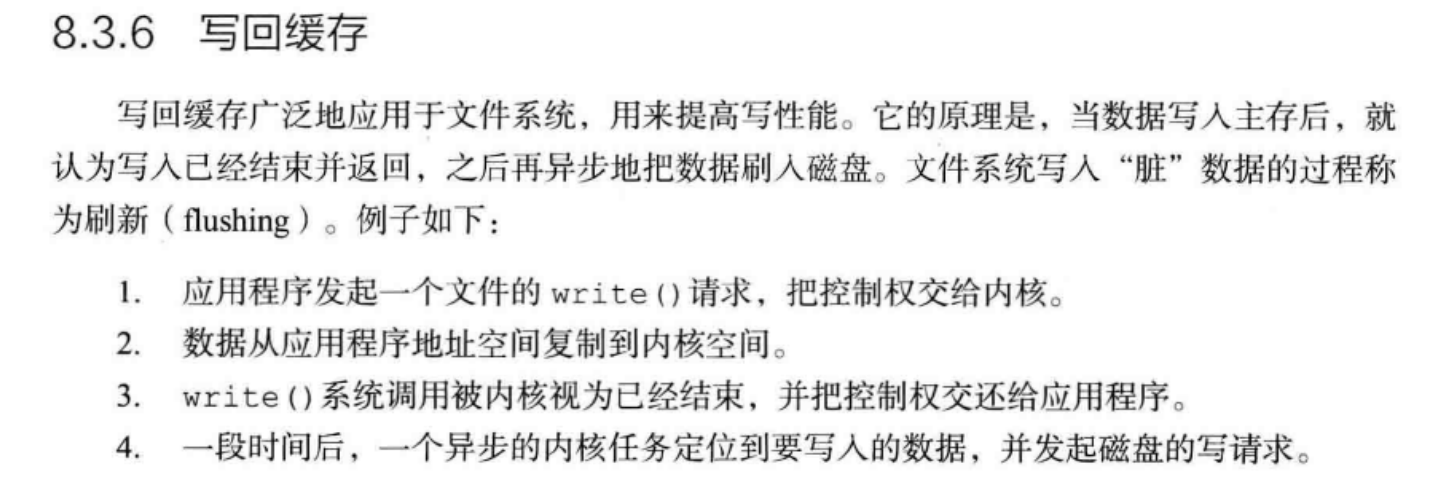 8.3.6 写回缓存
写回缓存广泛地应用于文件系统，用来提高写性能。它的原理是，当数据写入主存后，就
认为写入已经结束并返回，之后再异步地把数据刷入磁盘。文件系统写入“脏”数据的过程称
为刷新（flushing）。例子如下：
1. 应用程序发起一个文件的 write()请求，把控制权交给内核。
2. 数据从应用程序地址空间复制到内核空间。
3. write()系统调用被内核视为已经结束，并把控制权交还给应用程序。
4. 一段时间后，一个异步的内核任务定位到要写入的数据，并发起磁盘的写请求。